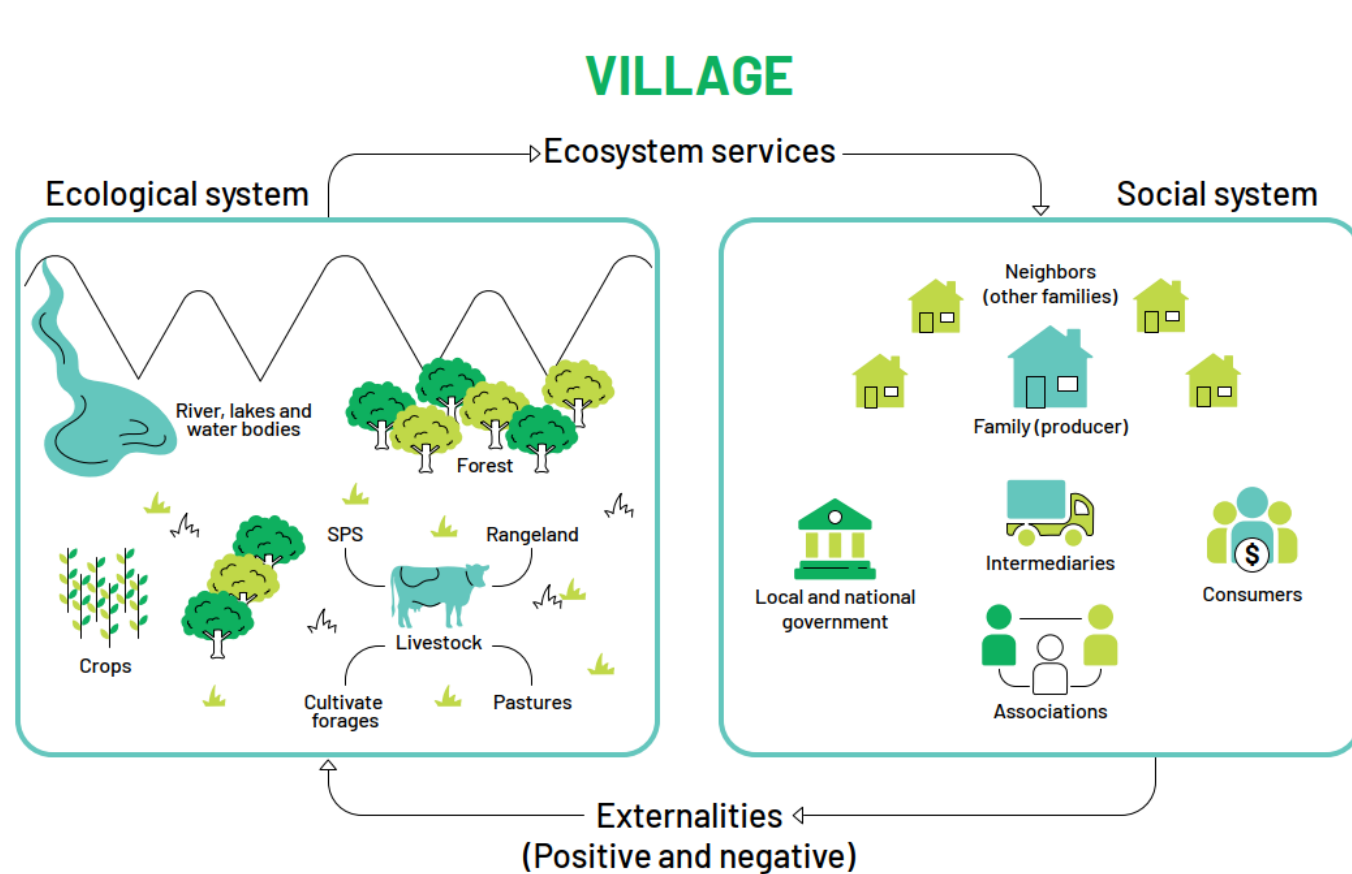 VILLAGE
Ecosystem services
Ecological system
Social system
River, lakes and
water bodies
Forest
SPS
Rangeland
Livestock
Crops
Cultivate
forages
Pastures
Neighbors
(other families)
Family (producer)
Intermediaries
Local and national
government
Consumers
$
Associations
Externalities
(Positive and negative)